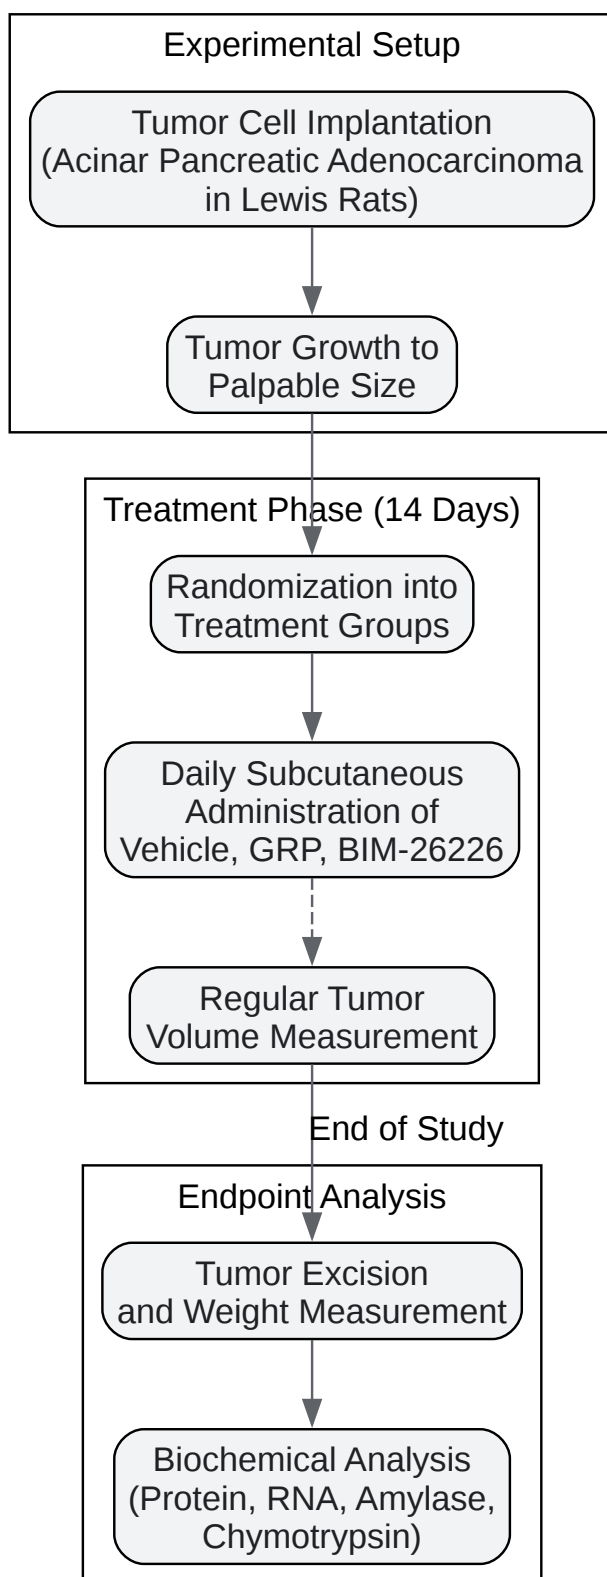 Experimental Setup
Tumor Cell Implantation
(Acinar Pancreatic Adenocarcinoma
in Lewis Rats)
Tumor Growth to
Palpable Size
Treatment Phase (14 Days)
Randomization into
Treatment Groups
Daily Subcutaneous
Administration of
Vehicle, GRP, BIM-26226
Regular Tumor
Volume Measurement
End of Study
Endpoint Analysis
Tumor Excision
and Weight Measurement
Biochemical Analysis
(Protein, RNA, Amylase,
Chymotrypsin)